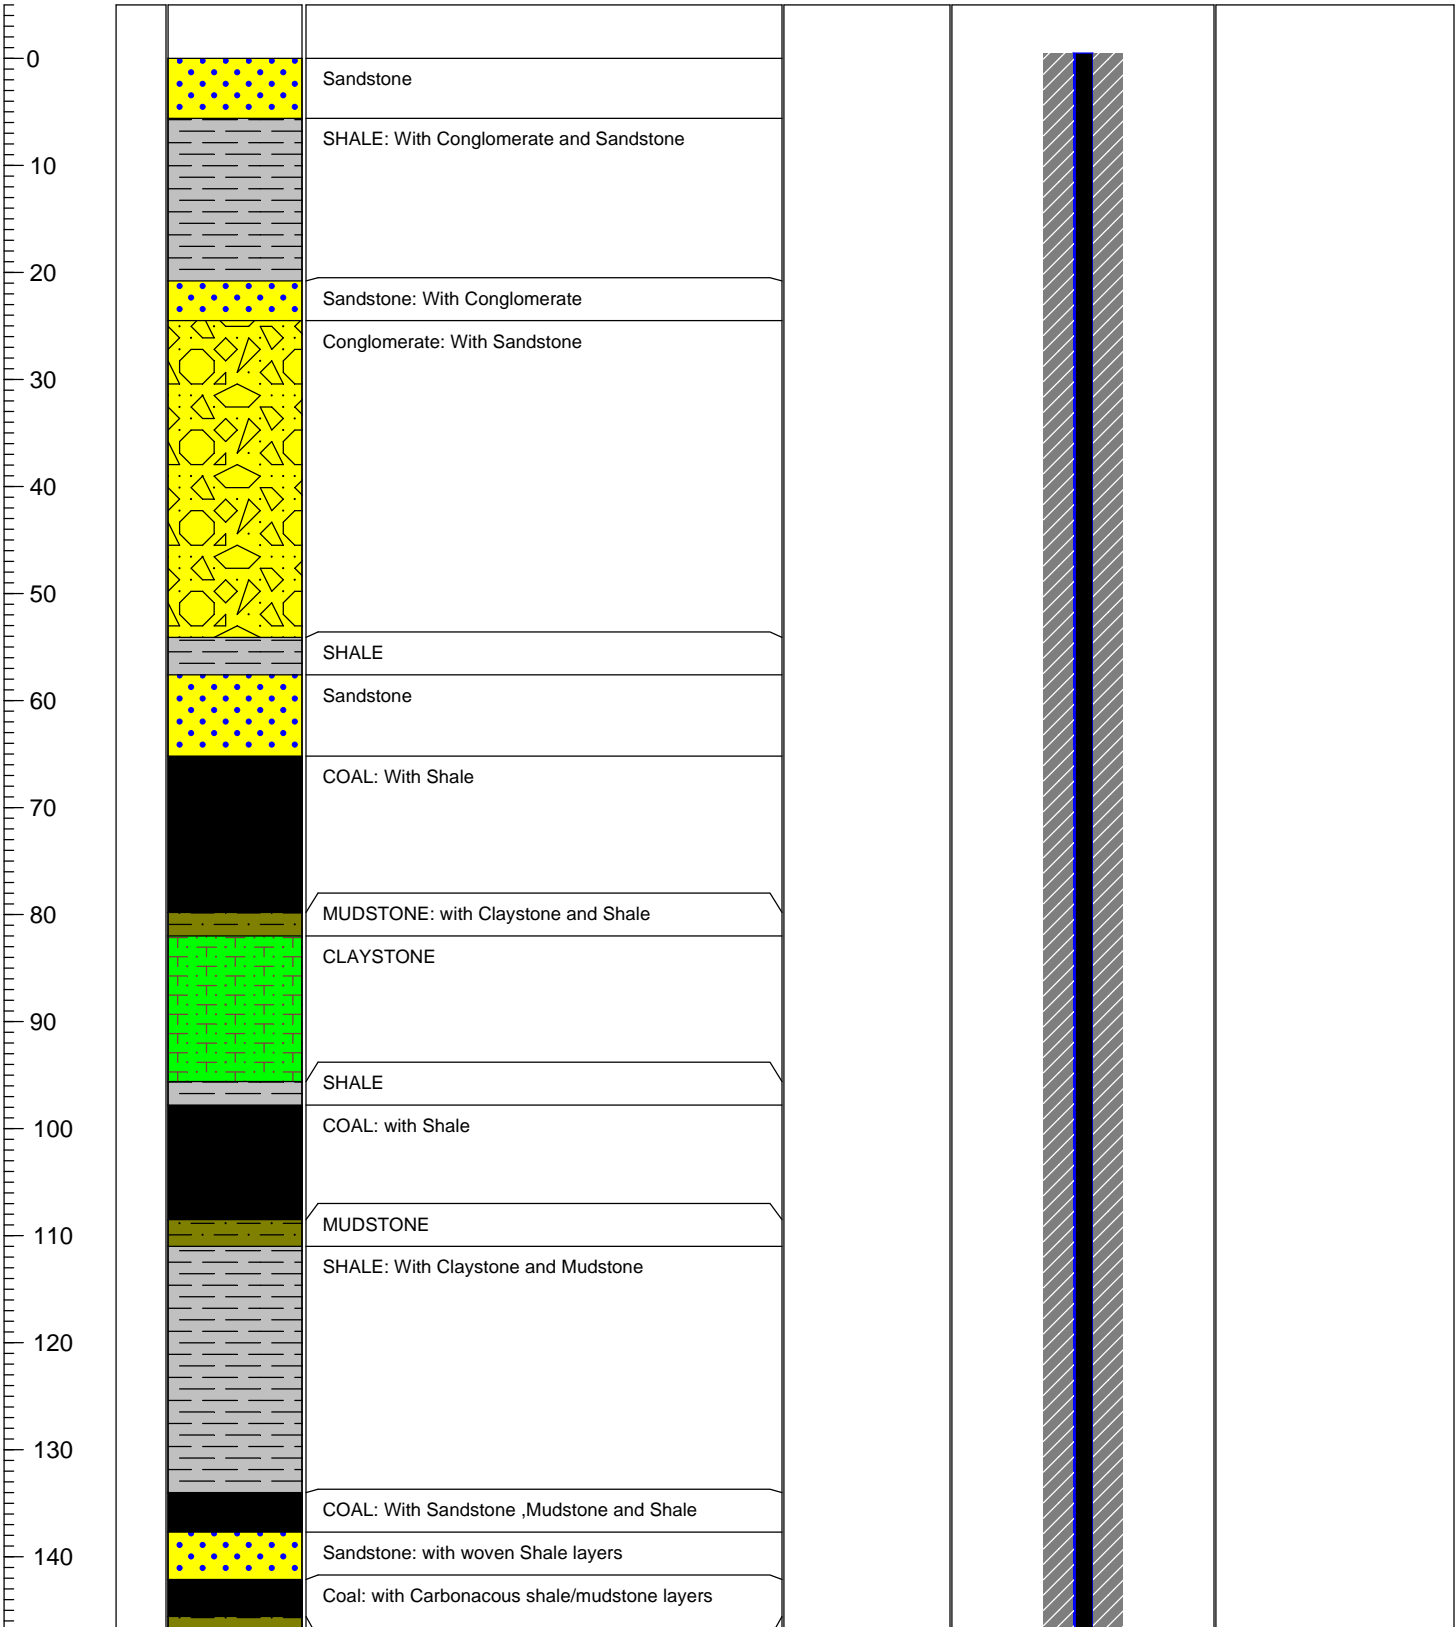 0
Sandstone
SHALE: With Conglomerate and Sandstone
10
20
Sandstone: With Conglomerate
Conglomerate: With Sandstone
30
40
50
SHALE
Sandstone
60
COAL: With Shale
70
80
MUDSTONE: with Claystone and Shale
CLAYSTONE
90
SHALE
100
COAL: with Shale
MUDSTONE
110
SHALE: With Claystone and Mudstone
120
130
COAL: With Sandstone ,Mudstone and Shale
Sandstone: with woven Shale layers
140
Coal: with Carbonacous shale/mudstone layers